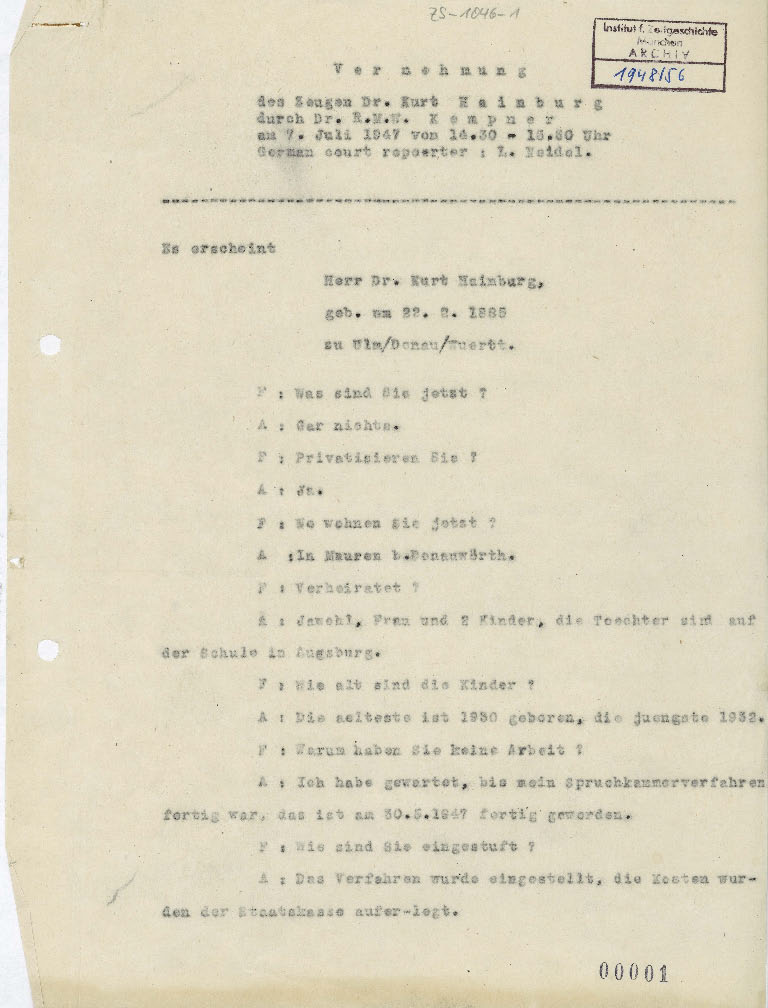 ZS-1046-1
Institut f. Zeitgeschichte
München
ARCHIV
1948/56
Vernehmung
des Zeugen Dr. Kurt Hainburg
durch Dr. R.M.W. Kempner
am 7. Juli 1947 von 14.30 - 15.30 Uhr
German court repoerter : L. Neidel.
Es erscheint
Herr Dr. Kurt Hainburg,
geb. am 22. 2. 1885
zu Ulm/Donau/Wuertt.
F : Was sind Sie jetzt ?
A : Gar nichts.
F : Privatisieren Sie ?
A : Ja.
F : Wo wohnen Sie jetzt ?
A :In Mauren b.Donauwörth.
F : Verheiratet ?
A : Jawohl, Frau und 2 Kinder, die Toechter sind auf
der Schule in Augsburg.
F : Wie alt sind die Kinder ?
A : Die aelteste ist 1930 geboren, die juengste 1932.
F : Warum haben Sie keine Arbeit ?
A : Ich habe gewartet, bis mein Spruchkammerverfahren
fertig war, das ist am 30.5.1947 fertig geworden.
F : Wie sind Sie eingestuft ?
A : Das Verfahren wurde eingestellt, die Kosten wur-
den der Staatskasse aufer-legt.
00001